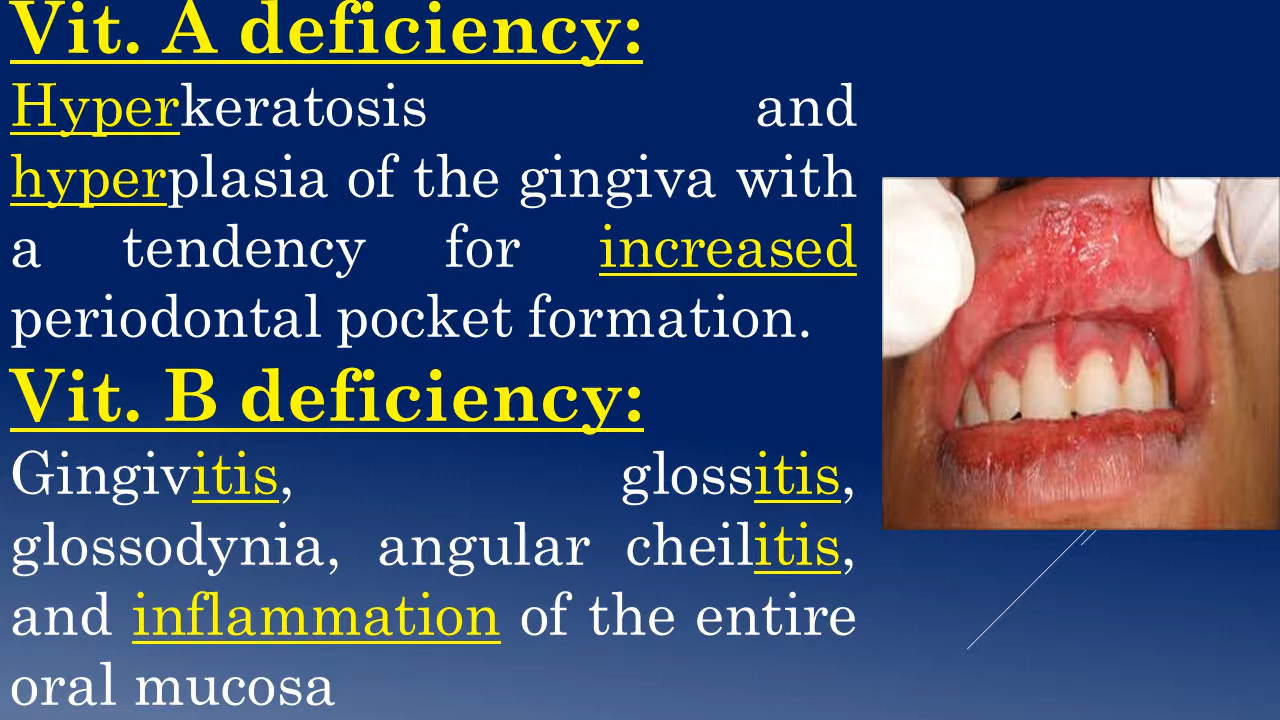 Vit. A deficiency:
Hyperkeratosis and
hyperplasia of the gingiva with
a tendency for increased
periodontal pocket formation.
Vit. B deficiency:
Gingivitis, glossitis,
glossodynia, angular cheilitis,
and inflammation of the entire
oral mucosa